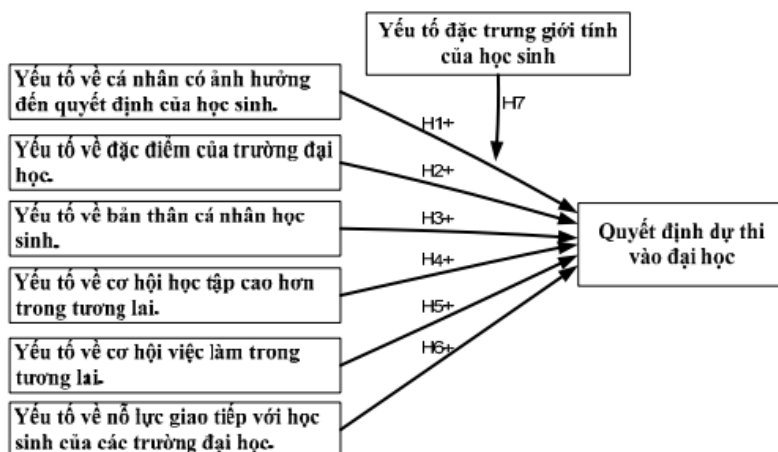 Yếu tố đặc trưng giới tính
của học sinh
Yếu tố về cá nhân có ảnh hưởng
đến quyết định của học sinh.
H7
H1+
Yếu tố về đặc điểm của trường đại
học.
H2+
Yếu tố về bản thân cá nhân học
sinh.
H3+
Quyết định dự thi
vào đại học
Yếu tố về cơ hội học tập cao hơn
trong tương lai.
H4+
Yếu tố về cơ hội việc làm trong
tương lai.
H5+
H6+
Yếu tố về nỗ lực giao tiếp với học
sinh của các trường đại học.